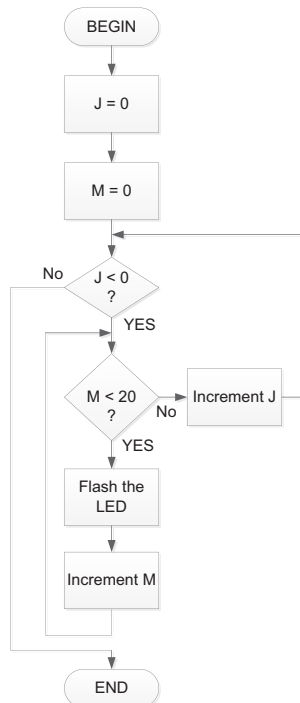 BEGIN
J = 0
M = 0
J < 0
?
No
YES
M < 20
?
No
Increment J
YES
Flash the
LED
Increment M
END